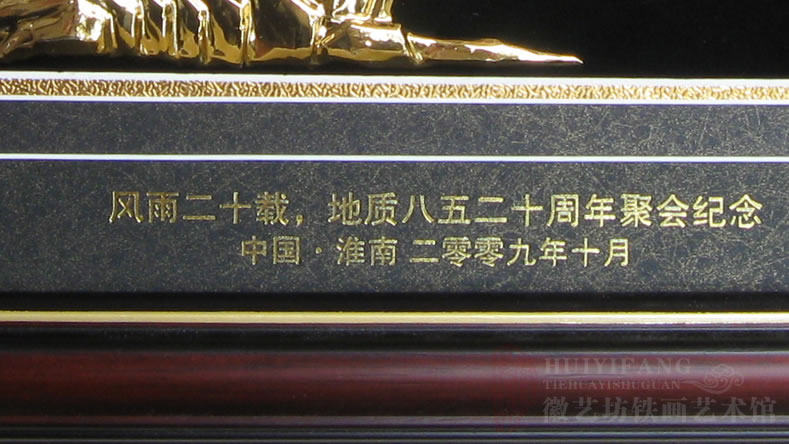 风雨二十载，地质八五二十周年聚会纪念
中国·淮南 二零零九年十月
HUIYIFANG
TIEHUAYISHUGUAN
徽艺坊铁画艺术馆